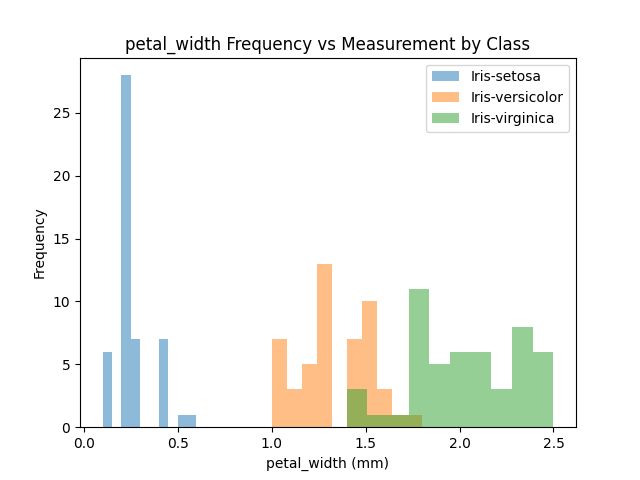 petal_width Frequency vs Measurement by Class
Iris-setosa
Iris-versicolor
Iris-virginica
Frequency
25
20
15
10
5
0
0.0 0.5 1.0 1.5 2.0 2.5
petal_width (mm)